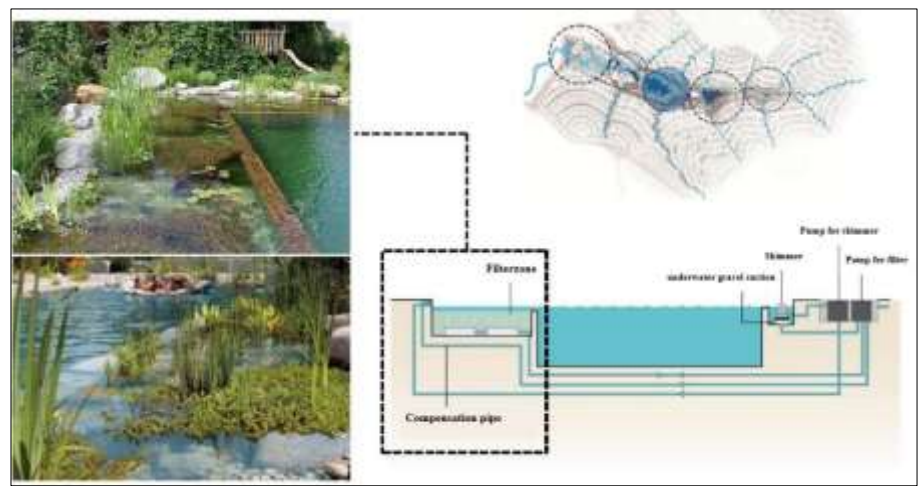 Pump for skimmer
Skimmer
Pump for filter
Filterzone
underwater gravel suction
Compensation pipe